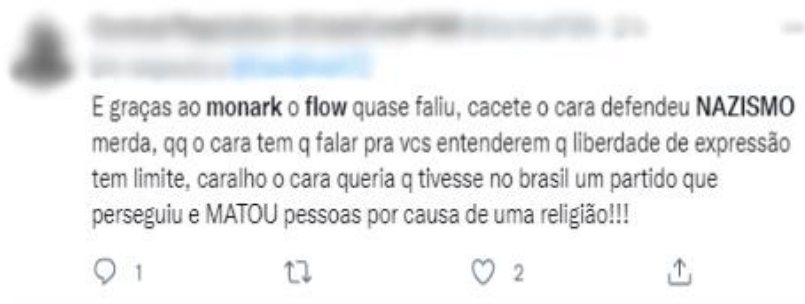 E graças ao monark o flow quase faliu, cacete o cara defendeu NAZISMO
merda, qq o cara tem q falar pra vcs entenderem q liberdade de expressão
tem limite, caralho o cara queria q tivesse no brasil um partido que
perseguiu e MATOU pessoas por causa de uma religião!!!
1 2